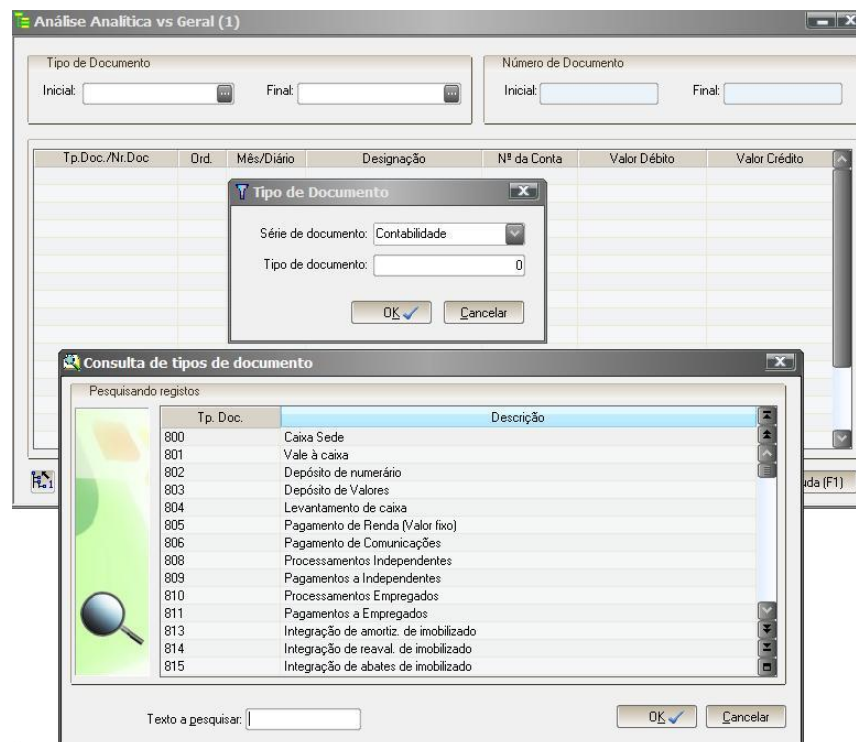 Análise Analítica vs Geral (1)
Tipo de Documento
Número de Documento
Inicial:
Final:
Inicial:
Final:
Tp.Doc./Nr.Doc Ord. Mês/Diário Designação Nº da Conta Valor Débito Valor Crédito
Tipo de Documento
Série de documento: Contabilidade
Tipo de documento: 0
OK
Cancelar
Consulta de tipos de documento
Pesquisando registos
Tp. Doc. Descrição
800 Caixa Sede
801 Vale à caixa
802 Depósito de numerário
803 Depósito de Valores
804 Levantamento de caixa
805 Pagamento de Renda (Valor fixo)
806 Pagamento de Comunicações
808 Processamentos Independentes
809 Pagamentos a Independentes
810 Processamentos Empregados
811 Pagamentos a Empregados
813 Integração de amortiz. de imobilizado
814 Integração de reaval. de imobilizado
815 Integração de abates de imobilizado
uda (F1)
Texto a pesquisar:
OK
Cancelar